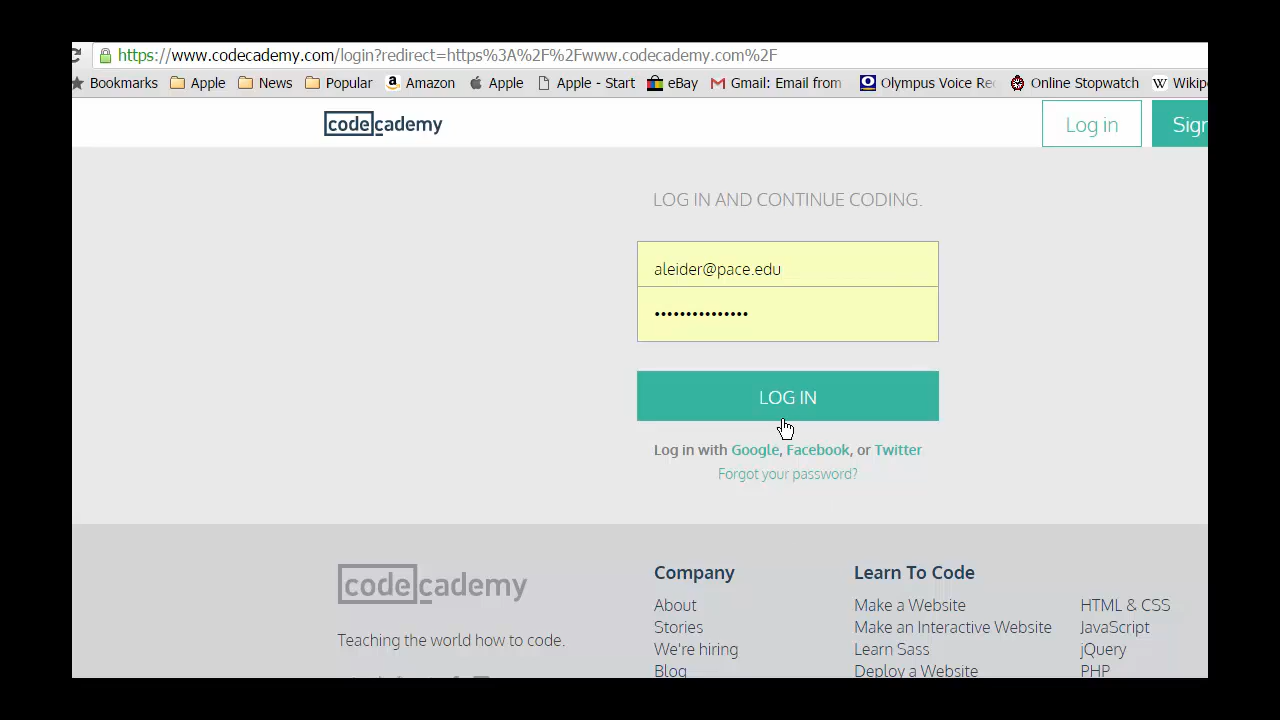 https://www.codecademy.com/login?redirect=https%3A%2F%2Fwww.codecademy.com%2F
Bookmarks Apple News Popular Amazon Apple Apple - Start eBay Gmail: Email from Olympus Voice Rec Online Stopwatch Wikip
codecademy
Log in
Sign
LOG IN AND CONTINUE CODING.
aleider@pace.edu
•••••••••••••••
LOG IN
Log in with Google, Facebook, or Twitter
Forgot your password?
codecademy
Teaching the world how to code.
Company
About
Stories
We're hiring
Blog
Learn To Code
Make a Website
Make an Interactive Website
Learn Sass
Deploy a Website
HTML & CSS
JavaScript
jQuery
PHP